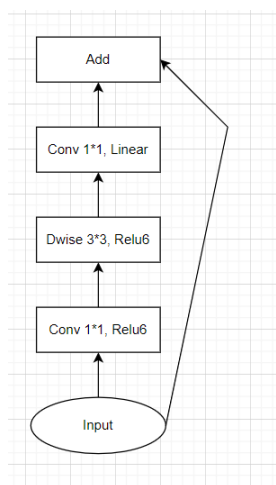 Add
Conv 1*1, Linear
Dwise 3*3, Relu6
Conv 1*1, Relu6
Input